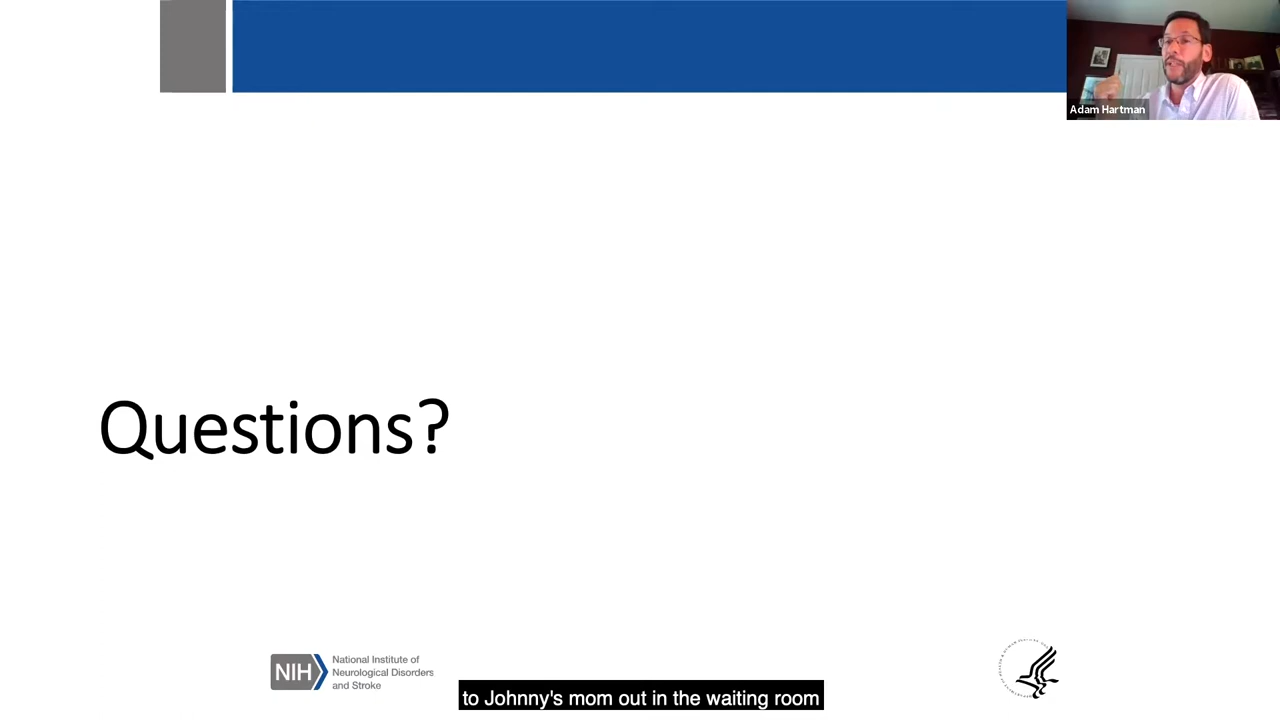 Adam Hartman
Questions?
NIH
National Institute of
Neurological Disorders
and Stroke
to Johnny's mom out in the waiting room